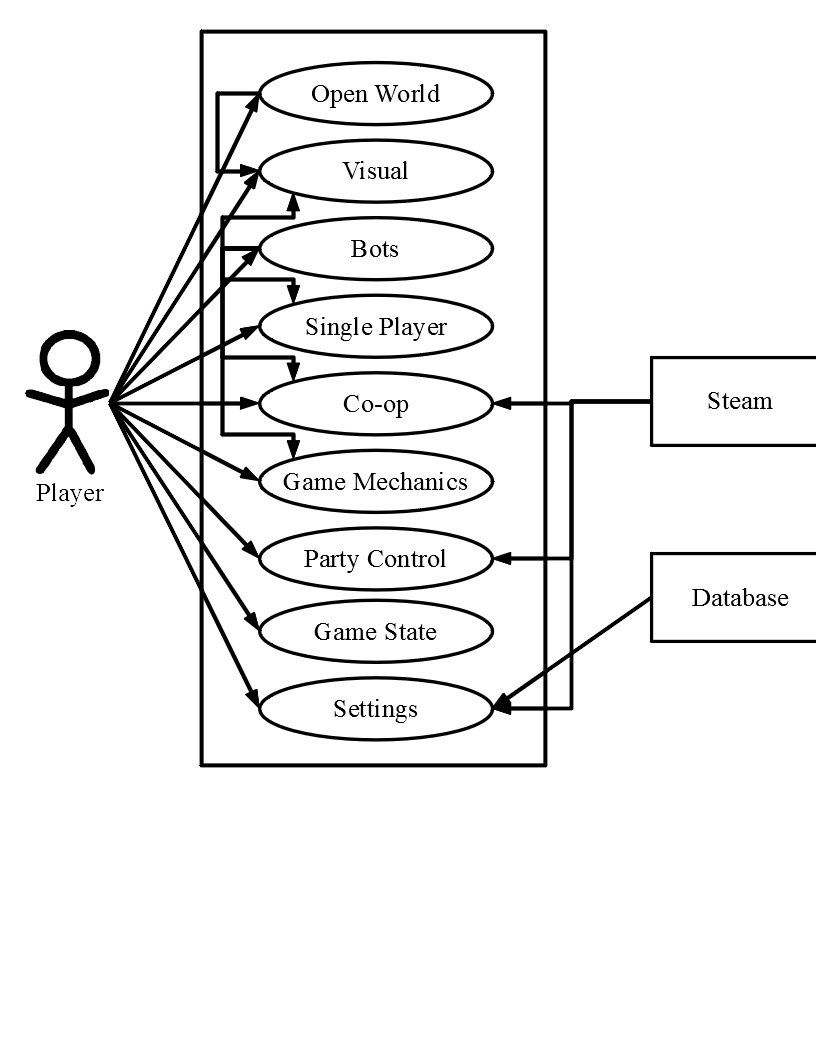 Open World
Visual
Bots
Single Player
Co-op
Game Mechanics
Party Control
Game State
Settings
Player
Steam
Database